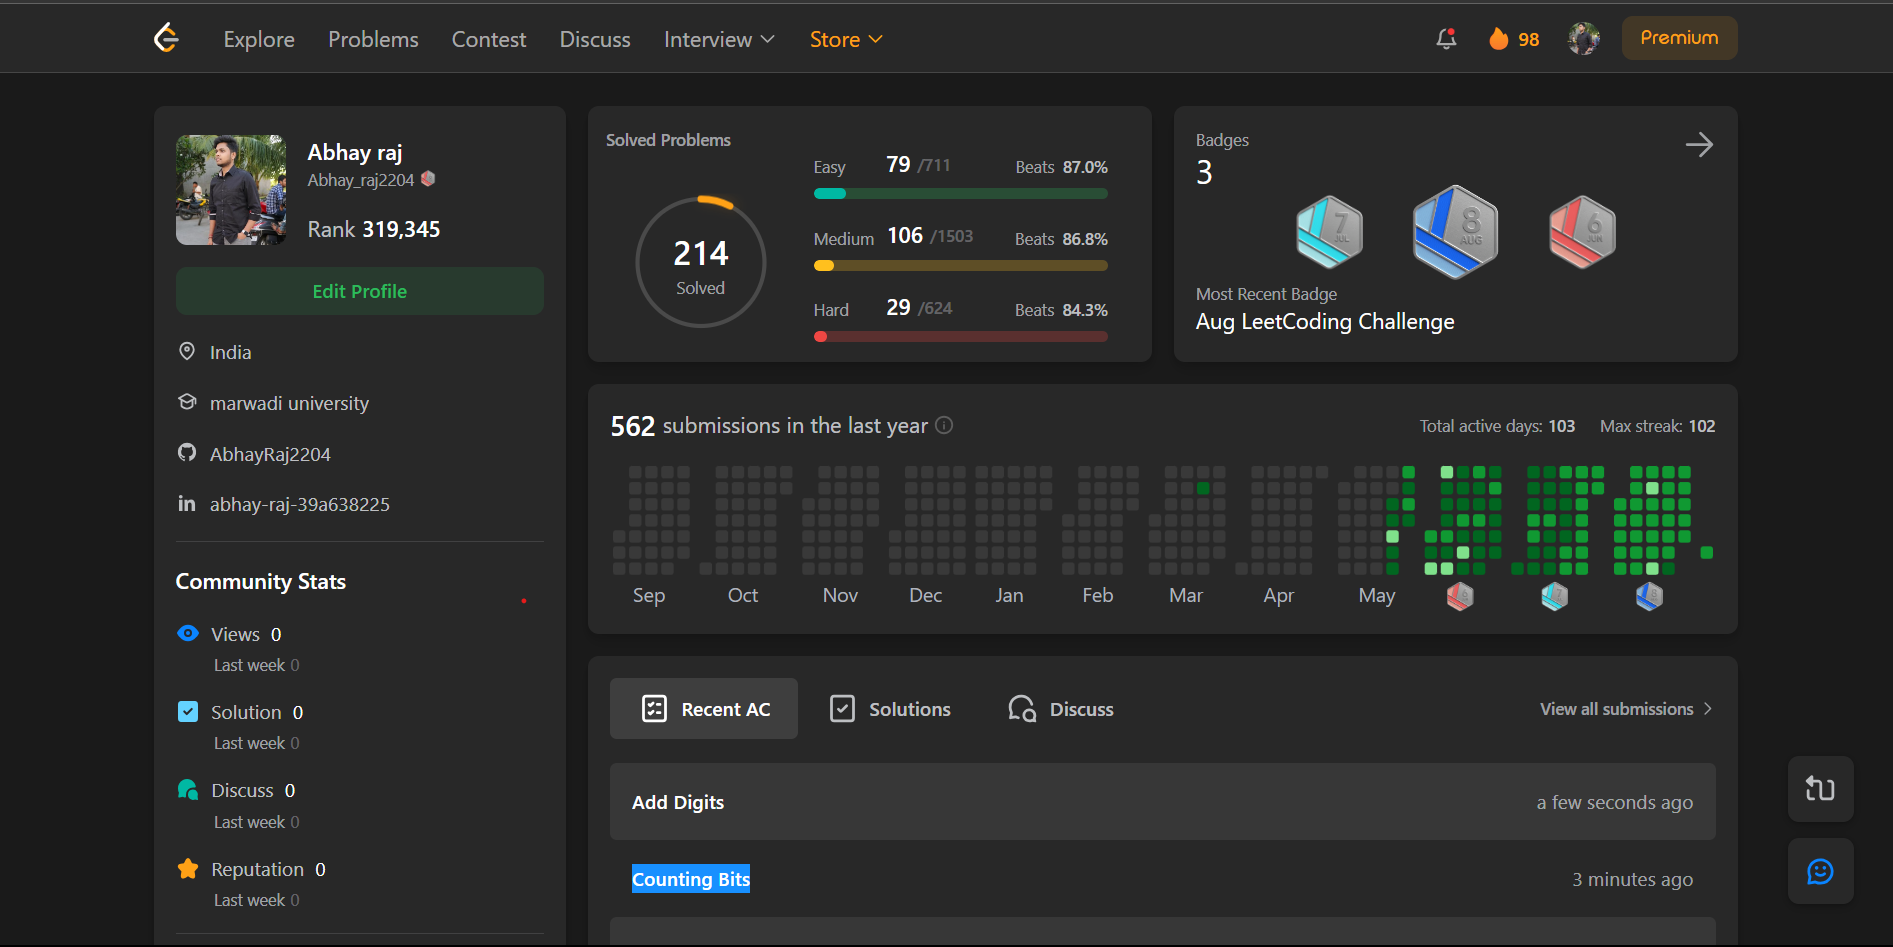 Explore Problems Contest Discuss Interview Store 98 Premium
Abhay raj
Abhay_raj2204
Rank 319,345
Edit Profile
India
marwadi university
AbhayRaj2204
abhay-raj-39a638225
Community Stats
Views 0
Last week 0
Solution 0
Last week 0
Discuss 0
Last week 0
Reputation 0
Last week 0
Solved Problems
214
Solved
Easy 79 /711 Beats 87.0%
Medium 106 /1503 Beats 86.8%
Hard 29 /624 Beats 84.3%
Badges
3
7 JUL
8 AUG
6 JUN
Most Recent Badge
Aug LeetCoding Challenge
562 submissions in the last year Total active days: 103 Max streak: 102
Sep Oct Nov Dec Jan Feb Mar Apr May
Recent AC Solutions Discuss View all submissions
Add Digits a few seconds ago
Counting Bits 3 minutes ago